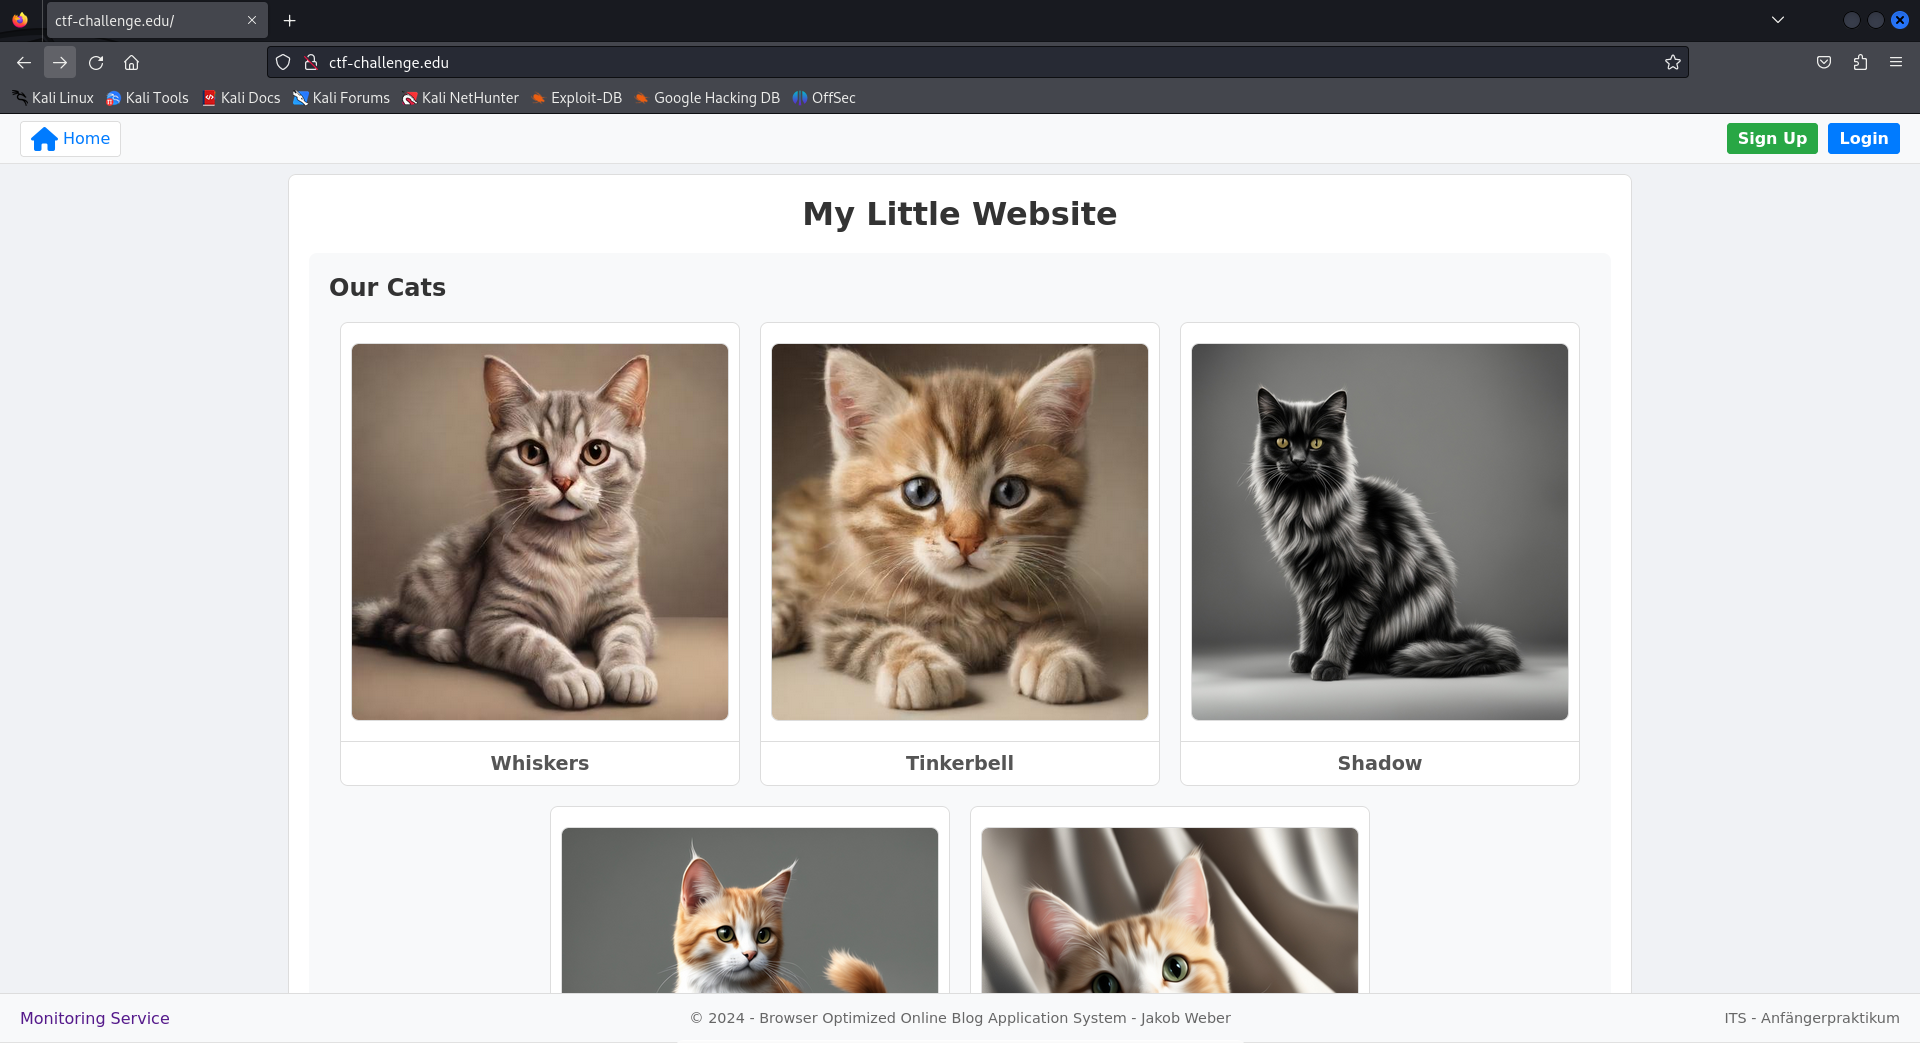 ctf-challenge.edu/
ctf-challenge.edu
Kali Linux Kali Tools Kali Docs Kali Forums Kali NetHunter Exploit-DB Google Hacking DB OffSec
Home Sign Up Login
My Little Website
Our Cats
Whiskers Tinkerbell Shadow
Monitoring Service © 2024 - Browser Optimized Online Blog Application System - Jakob Weber ITS - Anfängerpraktikum